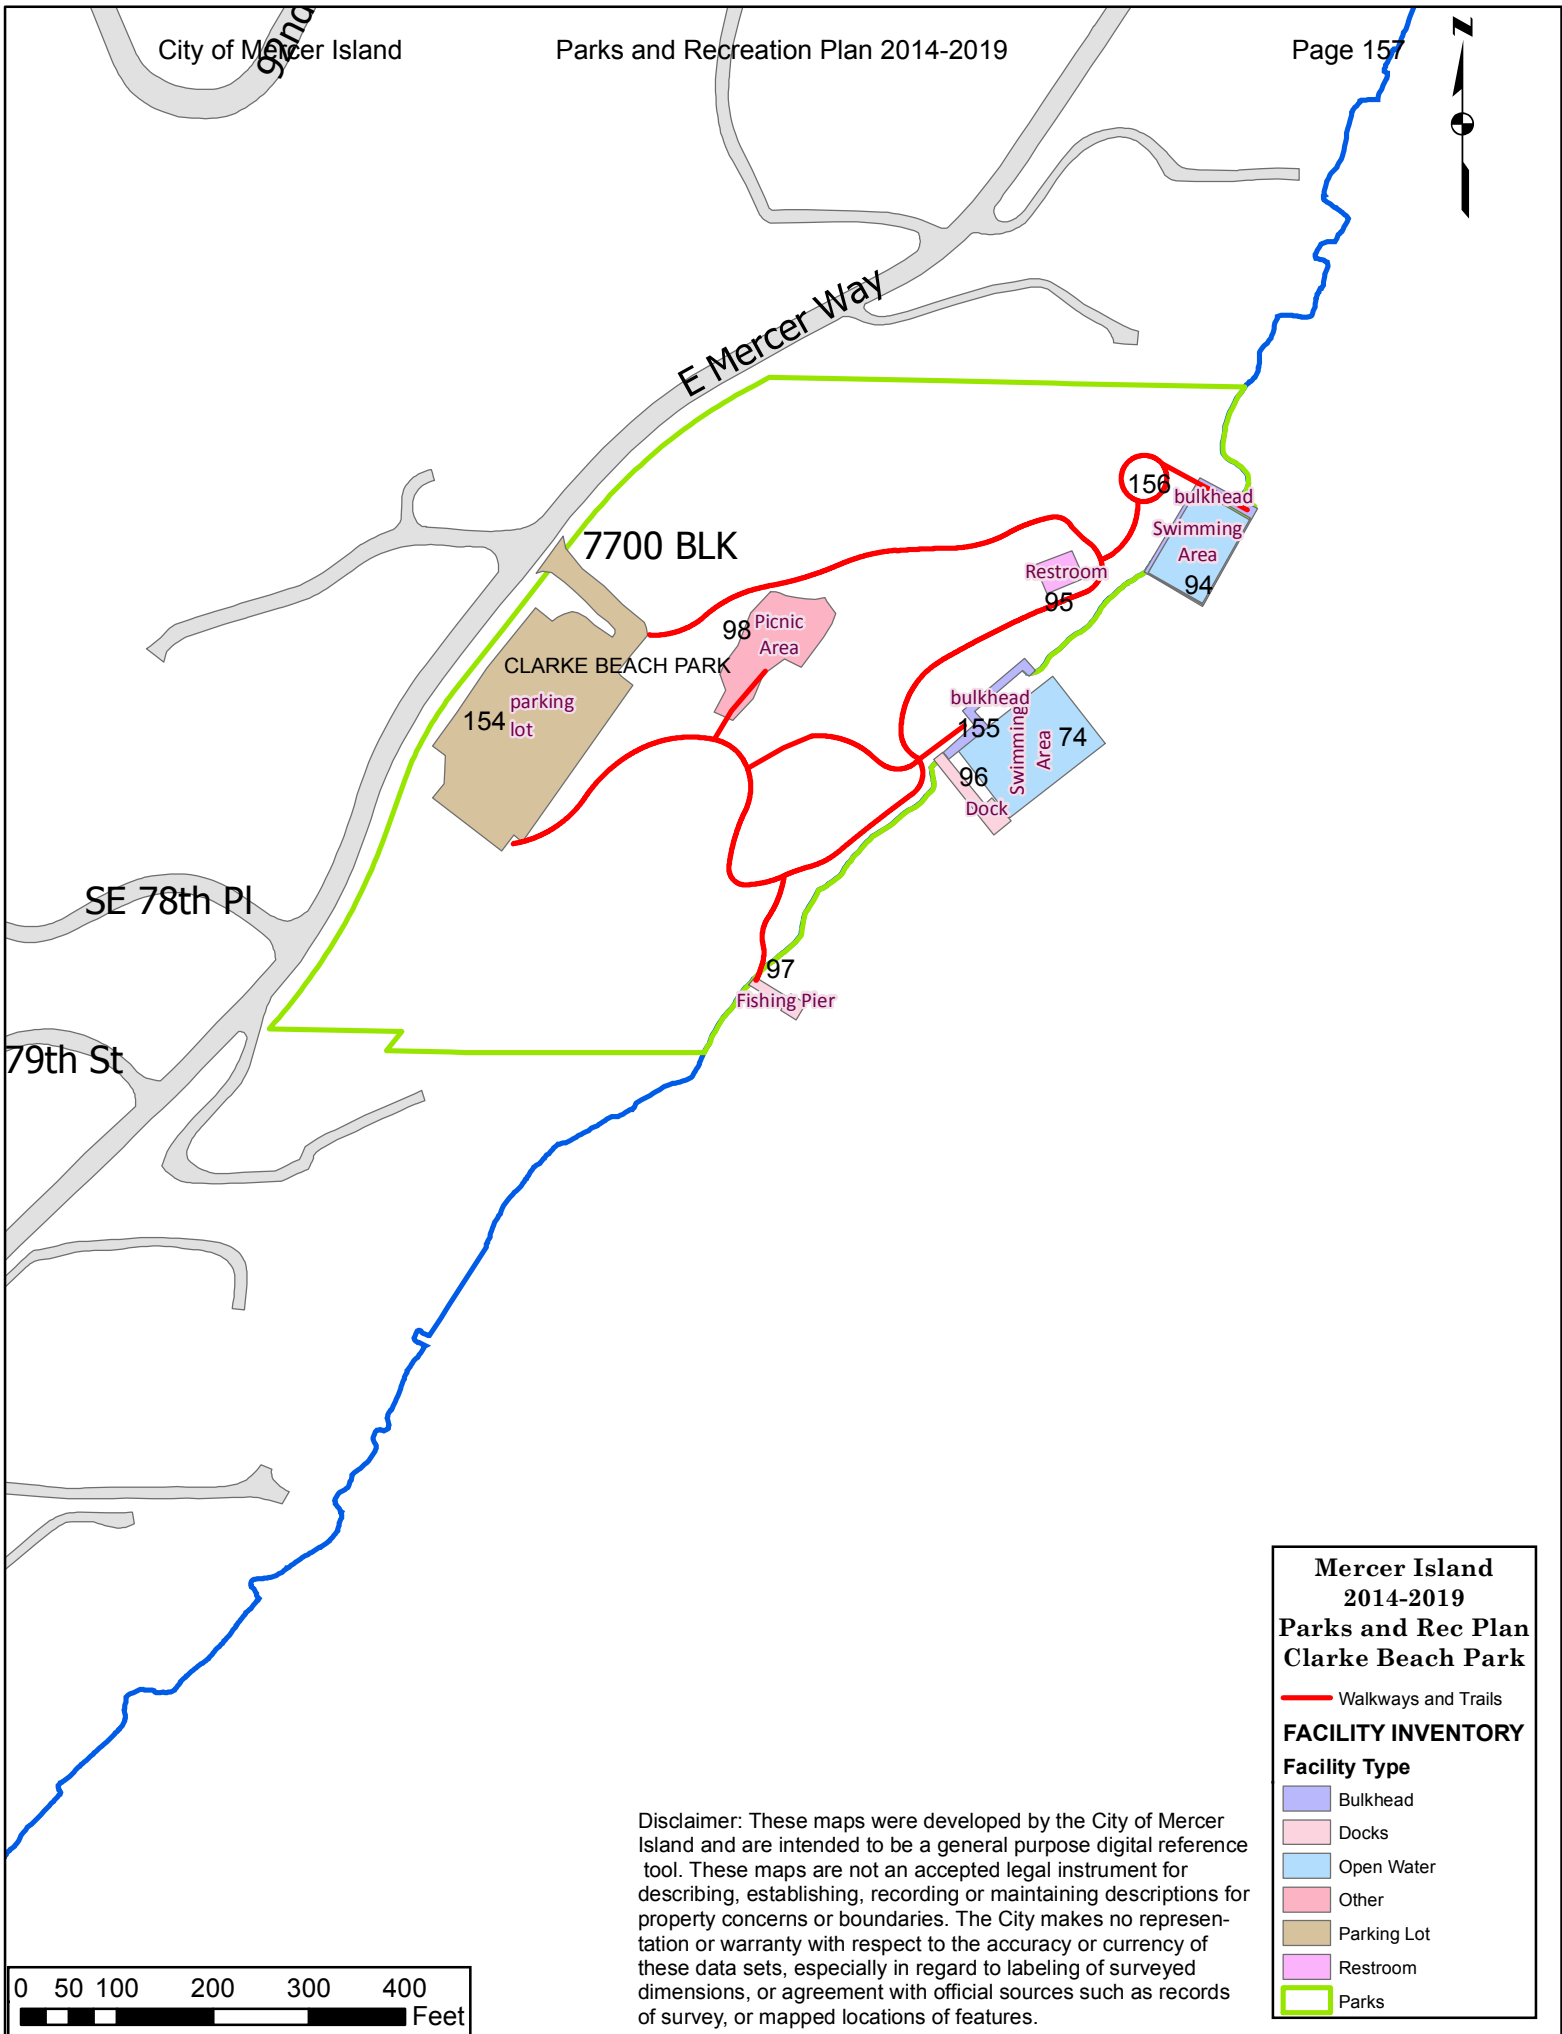 City of Mercer Island
Parks and Recreation Plan 2014-2019
Page 157
92nd
Z
E Mercer Way
7700 BLK
156
bulkhead
Swimming
Area
94
Restroom
95
98
Picnic
Area
CLARKE BEACH PARK
154
parking
lot
bulkhead
155
Swimming
Area
74
96
Dock
SE 78th Pl
97
Fishing Pier
79th St
Mercer Island
2014-2019
Parks and Rec Plan
Clarke Beach Park
Walkways and Trails
FACILITY INVENTORY
Facility Type
Bulkhead
Docks
Open Water
Other
Parking Lot
Restroom
Parks
Disclaimer: These maps were developed by the City of Mercer
Island and are intended to be a general purpose digital reference
tool. These maps are not an accepted legal instrument for
describing, establishing, recording or maintaining descriptions for
property concerns or boundaries. The City makes no represen-
tation or warranty with respect to the accuracy or currency of
these data sets, especially in regard to labeling of surveyed
dimensions, or agreement with official sources such as records
of survey, or mapped locations of features.
0 50 100 200 300 400
Feet